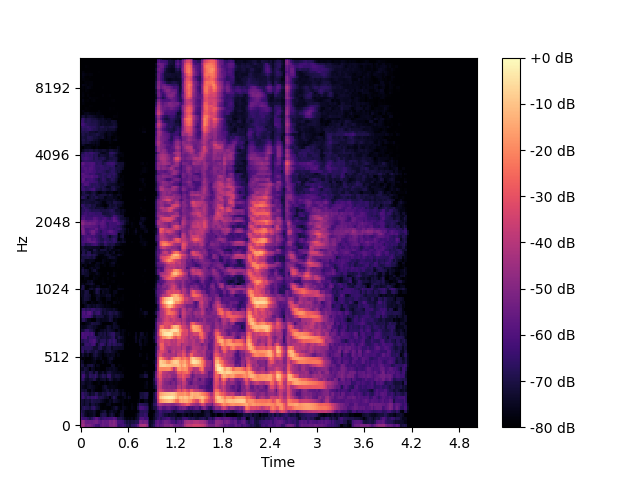 8192
4096
2048
1024
512
0
Hz
0 0.6 1.2 1.8 2.4 3 3.6 4.2 4.8
Time
+0 dB
-10 dB
-20 dB
-30 dB
-40 dB
-50 dB
-60 dB
-70 dB
-80 dB